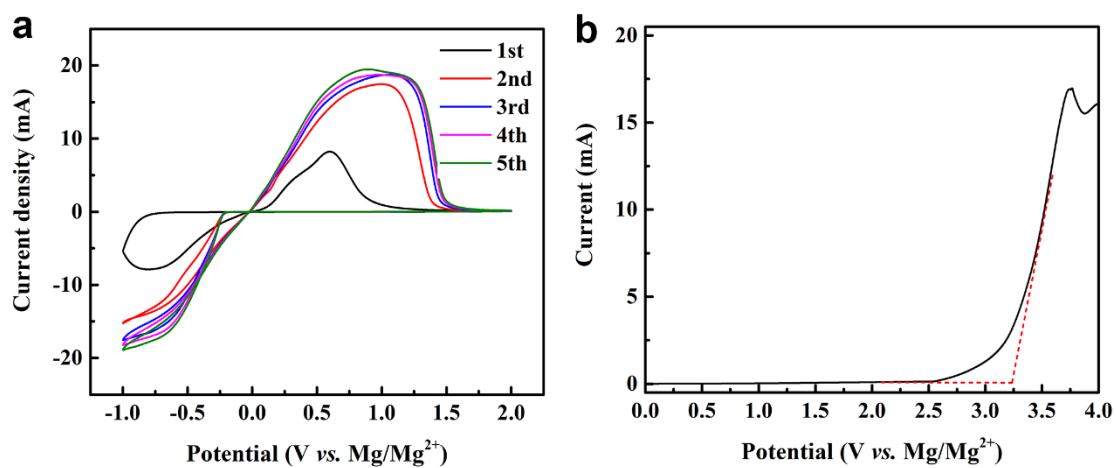 a
Current density (mA)
20
10
0
-10
-20
1st
2nd
3rd
4th
5th
-1.0 -0.5 0.0 0.5 1.0 1.5 2.0
Potential (V vs. Mg/Mg²⁺)
b
Current (mA)
20
15
10
5
0
0.0 0.5 1.0 1.5 2.0 2.5 3.0 3.5 4.0
Potential (V vs. Mg/Mg²⁺)